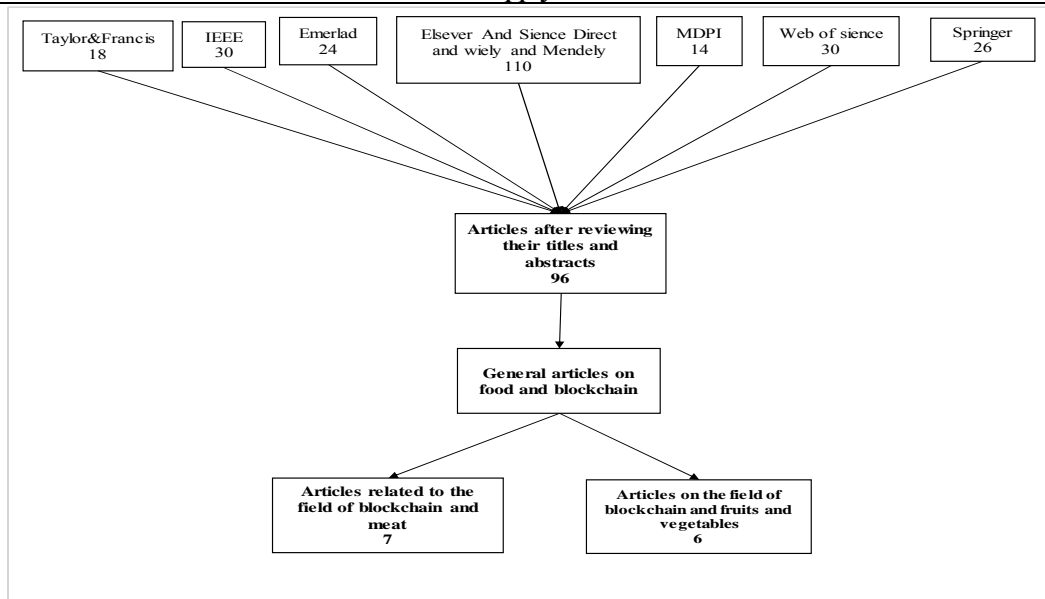 Taylor&Francis
18
IEEE
30
Emerlad
24
Elsever And Sience Direct
and wiely and Mendely
110
MDPI
14
Web of sience
30
Springer
26
Articles after reviewing
their titles and
abstracts
96
General articles on
food and blockchain
Articles related to the
field of blockchain and
meat
7
Articles on the field of
blockchain and fruits and
vegetables
6